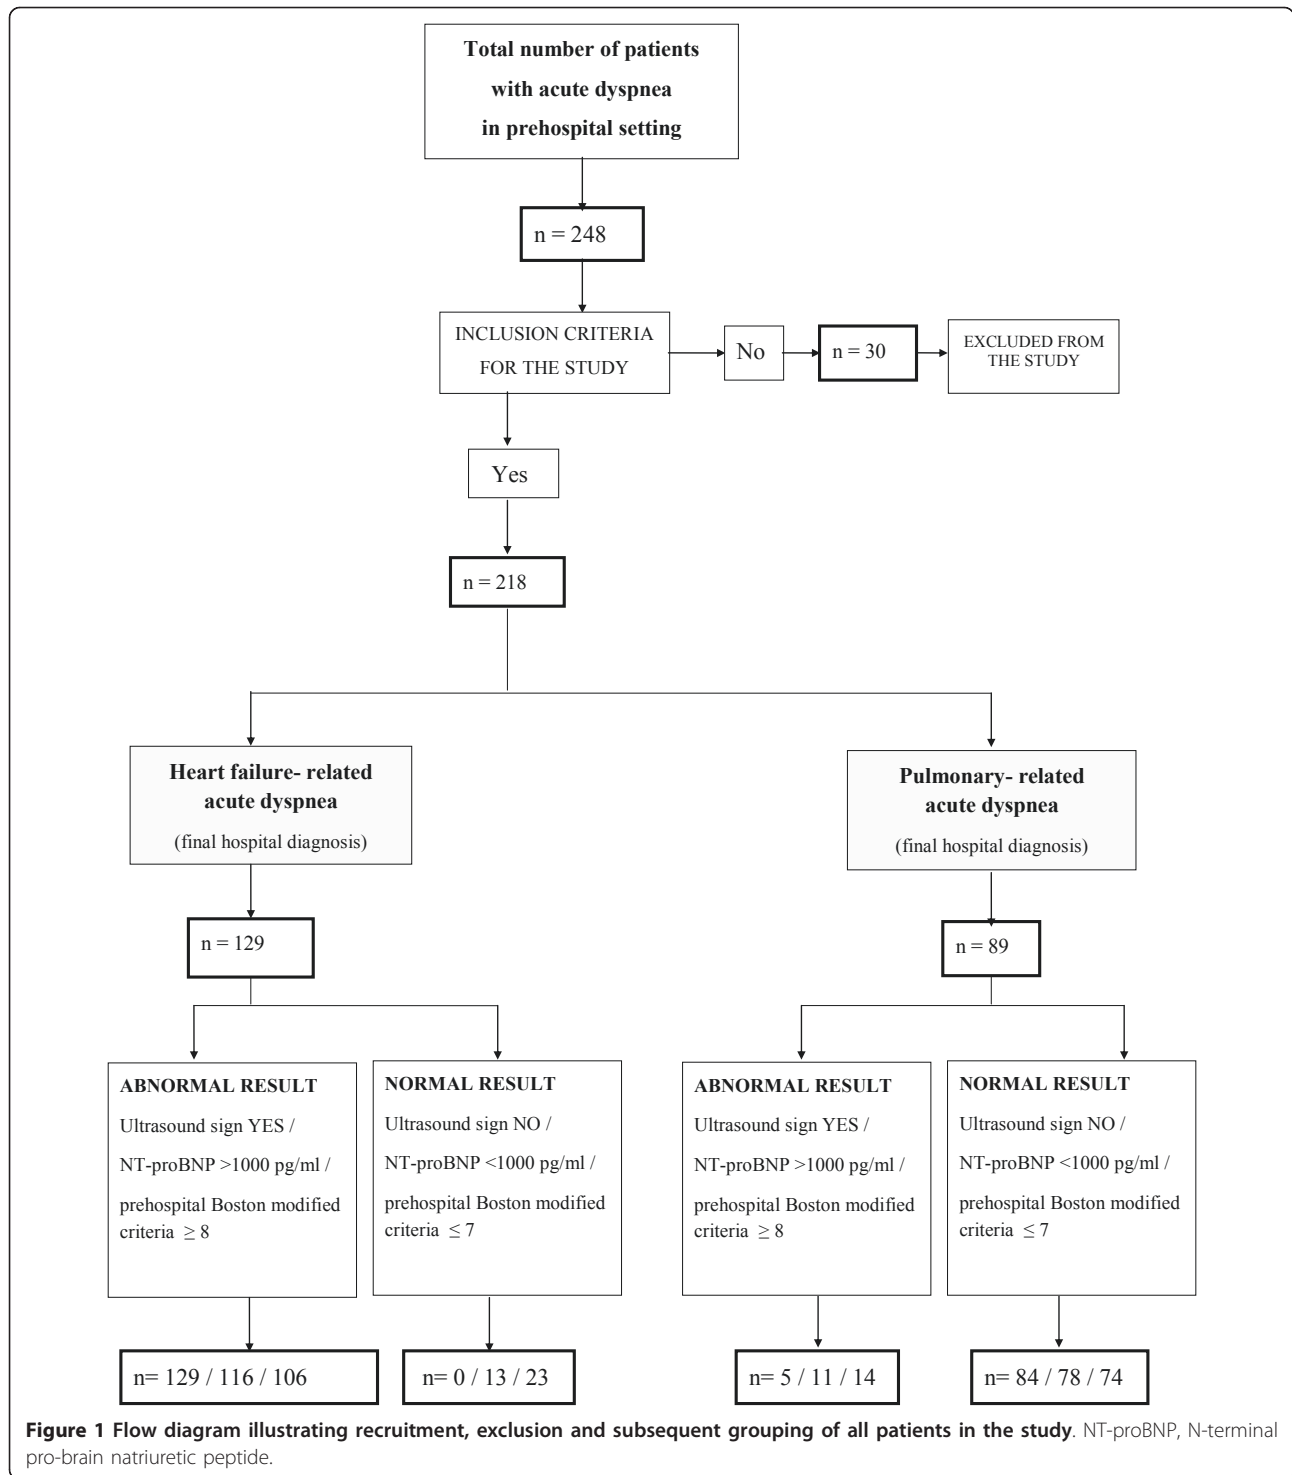 Total number of patients
with acute dyspnea
in prehospital setting
n = 248
INCLUSION CRITERIA
FOR THE STUDY
No
n = 30
EXCLUDED FROM
THE STUDY
Yes
n = 218
Heart failure- related
acute dyspnea
(final hospital diagnosis)
Pulmonary- related
acute dyspnea
(final hospital diagnosis)
n = 129
n = 89
ABNORMAL RESULT
Ultrasound sign YES /
NT-proBNP >1000 pg/ml /
prehospital Boston modified
criteria ≥ 8
NORMAL RESULT
Ultrasound sign NO /
NT-proBNP <1000 pg/ml /
prehospital Boston modified
criteria ≤ 7
ABNORMAL RESULT
Ultrasound sign YES /
NT-proBNP >1000 pg/ml /
prehospital Boston modified
criteria ≥ 8
NORMAL RESULT
Ultrasound sign NO /
NT-proBNP <1000 pg/ml /
prehospital Boston modified
criteria ≤ 7
n= 129 / 116 / 106
n= 0 / 13 / 23
n= 5 / 11 / 14
n= 84 / 78 / 74
Figure 1 Flow diagram illustrating recruitment, exclusion and subsequent grouping of all patients in the study. NT-proBNP, N-terminal
pro-brain natriuretic peptide.